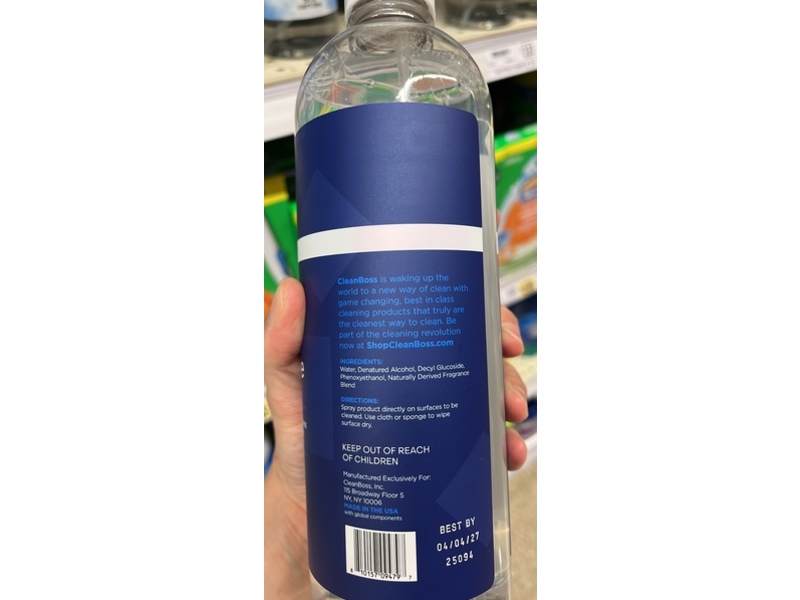 CleanBoss is waking up the
world to a new way of clean with
game changing, best in class
cleaning products that truly are
the cleanest way to clean. Be
part of the cleaning revolution
now at ShopCleanBoss.com
INGREDIENTS:
Water, Denatured Alcohol, Decyl Glucoside,
Phenoxyethanol, Naturally Derived Fragrance
Blend
DIRECTIONS:
Spray product directly on surfaces to be
cleaned. Use cloth or sponge to wipe
surface dry.
KEEP OUT OF REACH
OF CHILDREN
Manufactured Exclusively For:
CleanBoss, Inc.
115 Broadway Floor 5
NY, NY 10006
MADE IN THE USA
with global components
BEST BY
04/04/27
25094
8 10157 09479 7